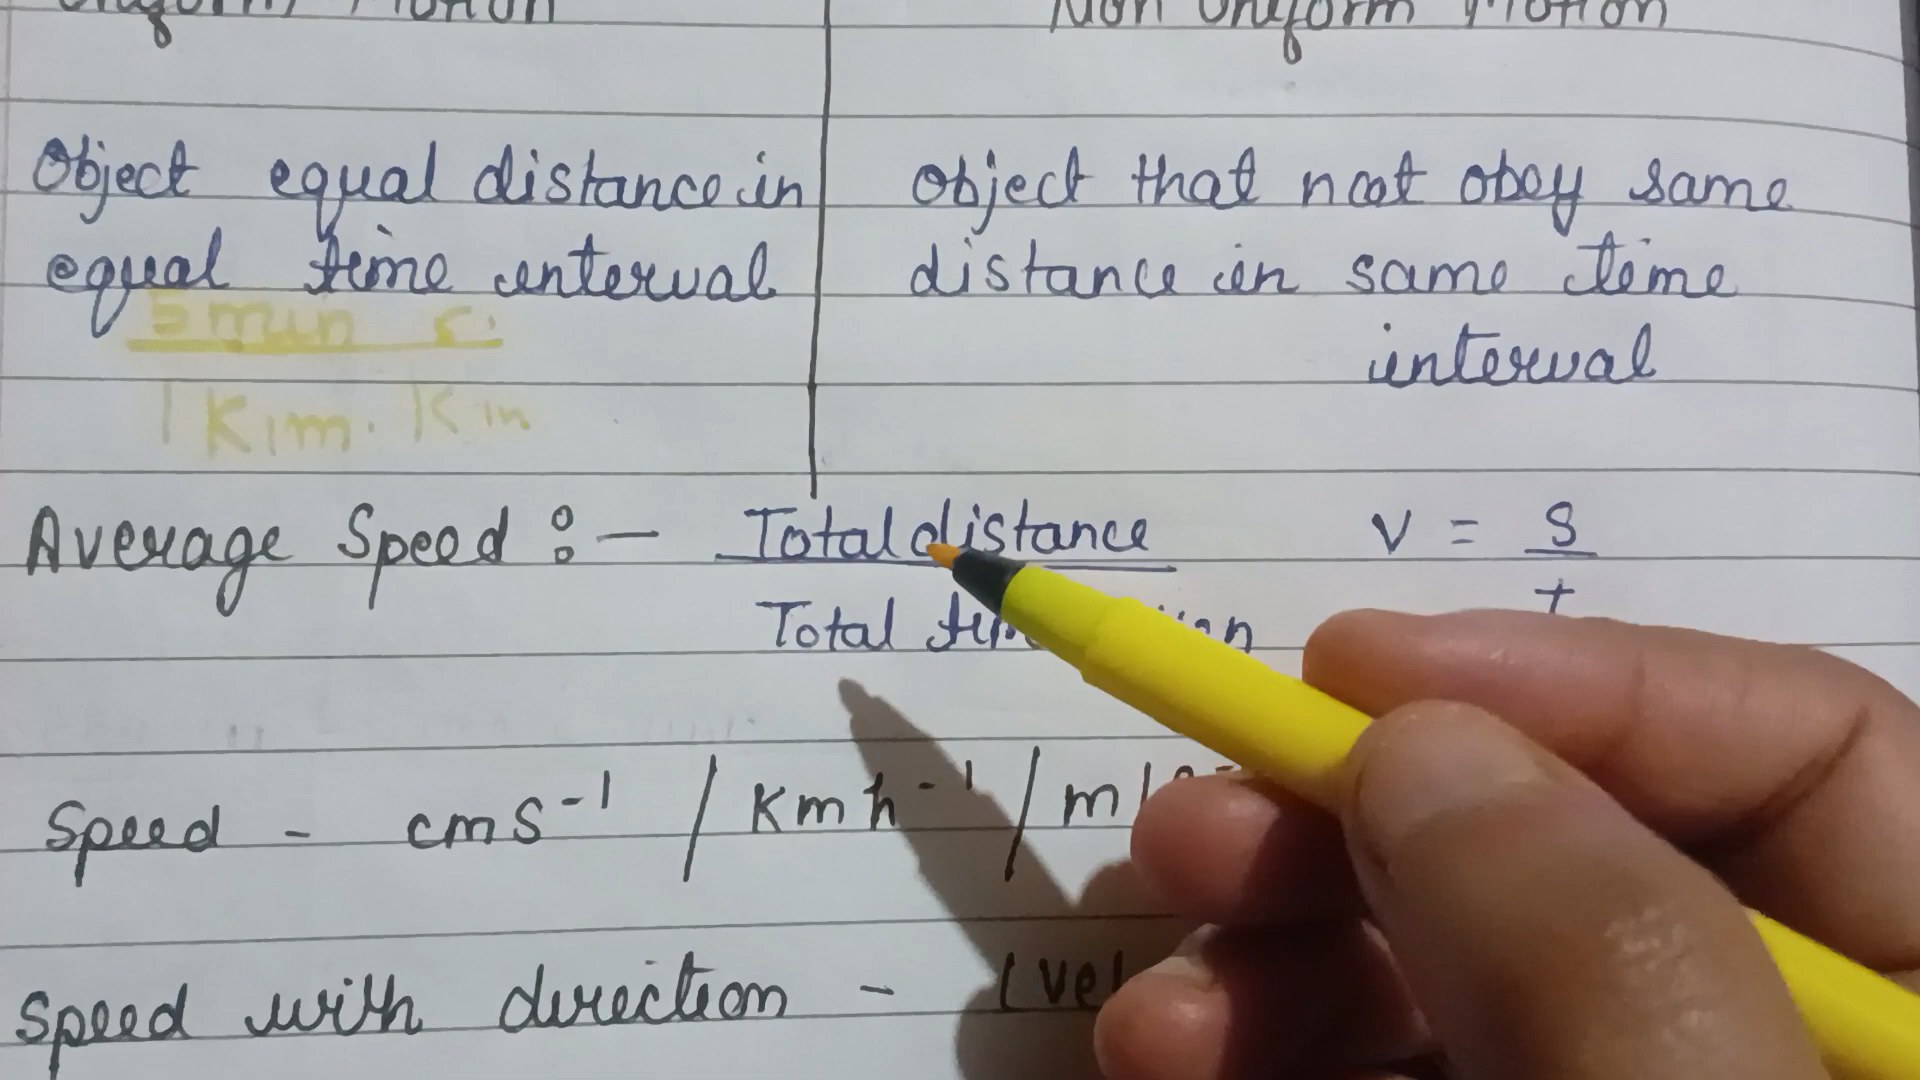 Uniform Motion
Non Uniform Motion
Object equal distance in
equal time interval
object that noot obey same
distance in same time
interval
5 min
1 Km.
Average Speed :- Total distance
Total
V = S
t
Speed - cms-1 / Kmh-1 / m
Speed with direction - (vel